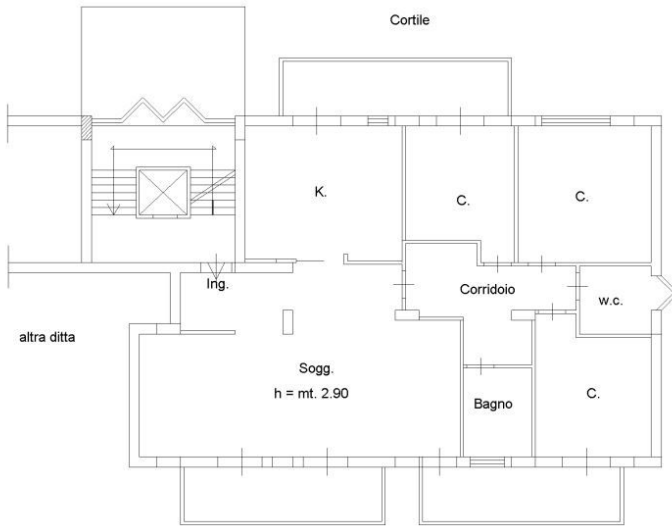 Cortile
K.
C.
C.
Ing.
Corridoio
w.c.
altra ditta
Sogg.
h = mt. 2.90
Bagno
C.